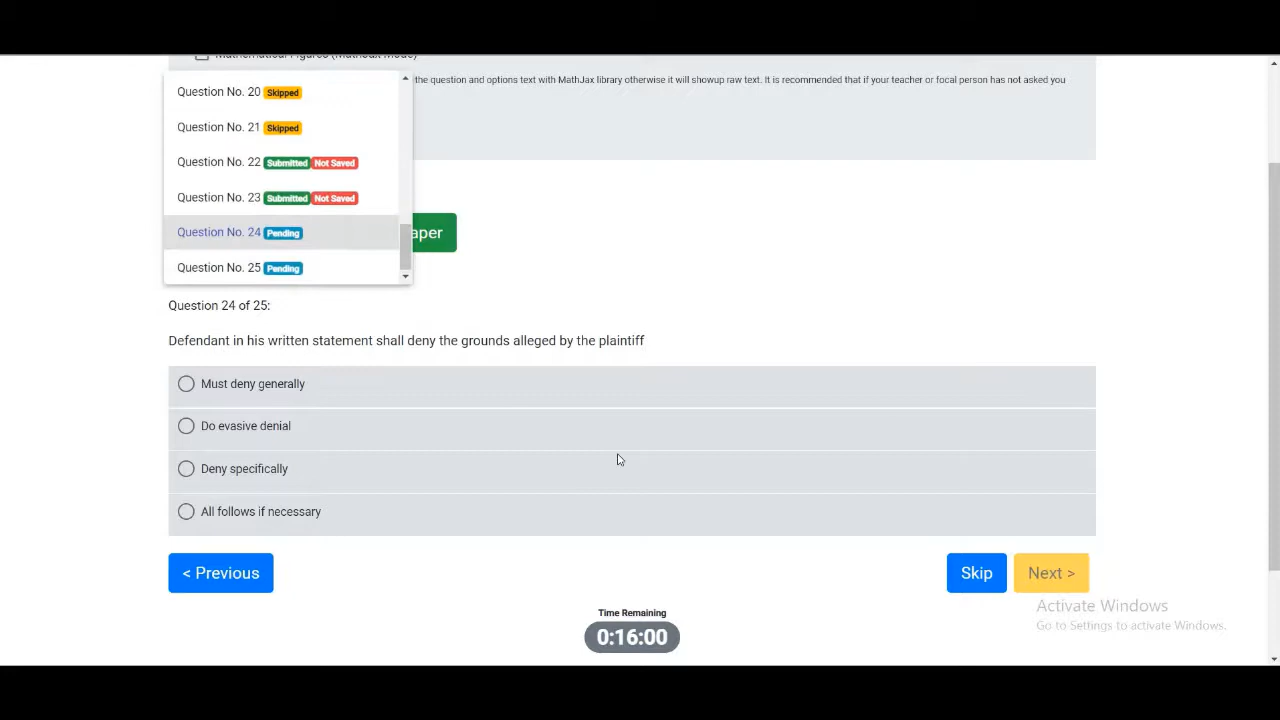 Mathematical Figures (MathJax Mode)
the question and options text with MathJax library otherwise it will showup raw text. It is recommended that if your teacher or focal person has not asked you
Question No. 20 Skipped
Question No. 21 Skipped
Question No. 22 Submitted Not Saved
Question No. 23 Submitted Not Saved
Question No. 24 Pending
aper
Question No. 25 Pending
Question 24 of 25:
Defendant in his written statement shall deny the grounds alleged by the plaintiff
Must deny generally
Do evasive denial
Deny specifically
All follows if necessary
< Previous
Skip
Next >
Time Remaining
0:16:00
Activate Windows
Go to Settings to activate Windows.